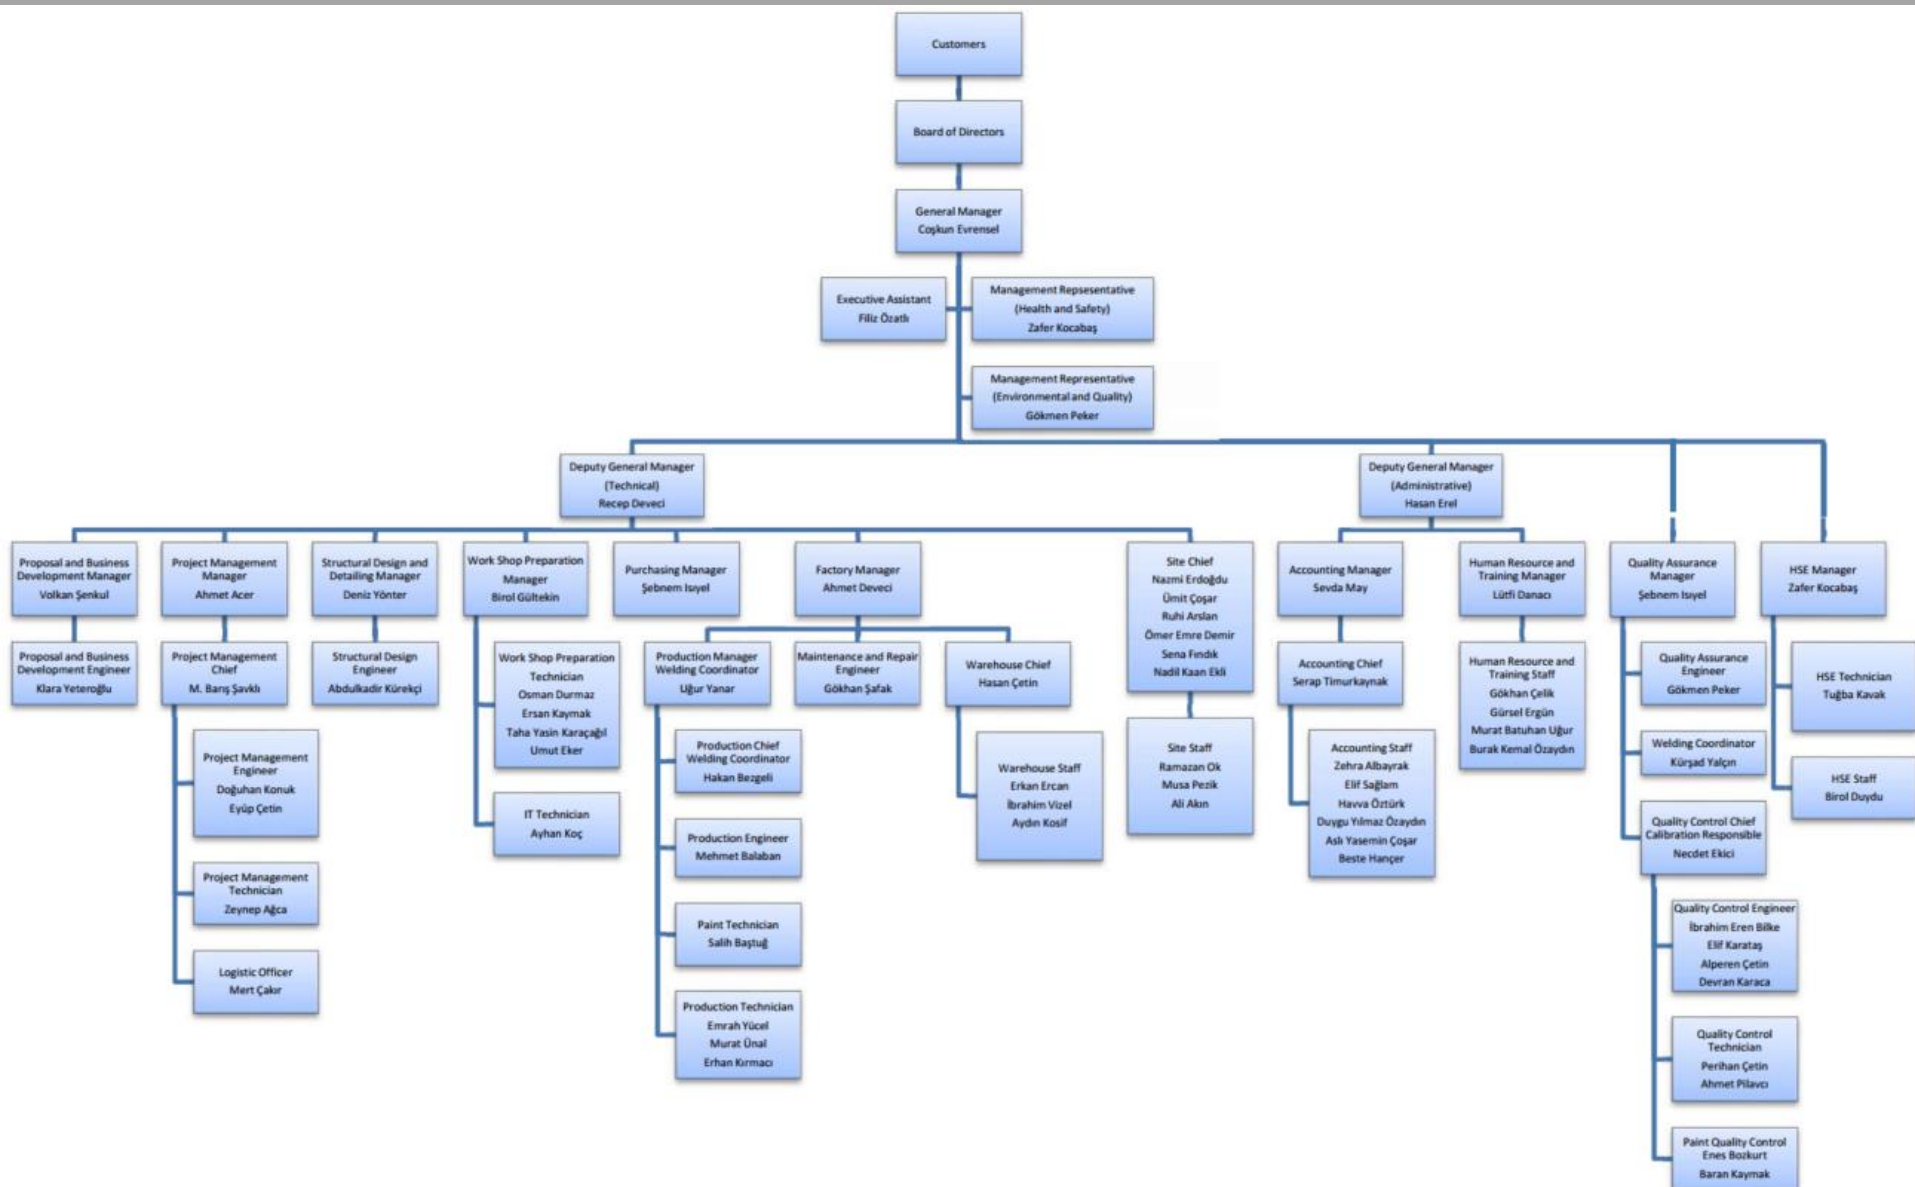 Customers
Board of Directors
General Manager
Coşkun Evrensel
Executive Assistant
Filiz Özatlı
Management Repsesentative
(Health and Safety)
Zafer Kocabaş
Management Representative
(Environmental and Quality)
Gökmen Peker
Deputy General Manager
(Technical)
Recep Deveci
Deputy General Manager
(Administrative)
Hasan Erel
Proposal and Business
Development Manager
Volkan Şenkul
Project Management
Manager
Ahmet Acer
Structural Design and
Detailing Manager
Deniz Yönter
Work Shop Preparation
Manager
Birol Gültekin
Purchasing Manager
Şebnem Isıyel
Factory Manager
Ahmet Deveci
Site Chief
Nazmi Erdoğdu
Ümit Çoşar
Ruhi Arslan
Ömer Emre Demir
Sena Fındık
Nadil Kaan Ekli
Accounting Manager
Sevda May
Human Resource and
Training Manager
Lütfi Danacı
Quality Assurance
Manager
Şebnem Isıyel
HSE Manager
Zafer Kocabaş
Proposal and Business
Development Engineer
Klara Yeteroğlu
Project Management
Chief
M. Barış Şavklı
Structural Design
Engineer
Abdulkadir Kürekçi
Work Shop Preparation
Technician
Osman Durmaz
Ersan Kaymak
Taha Yasin Karaçağıl
Umut Eker
Production Manager
Welding Coordinator
Uğur Yanar
Maintenance and Repair
Engineer
Gökhan Şafak
Warehouse Chief
Hasan Çetin
Accounting Chief
Serap Timurkaynak
Human Resource and
Training Staff
Gökhan Çelik
Gürsel Ergün
Murat Batuhan Uğur
Burak Kemal Özaydın
Quality Assurance
Engineer
Gökmen Peker
HSE Technician
Tuğba Kavak
Project Management
Engineer
Doğuhan Konuk
Eyüp Çetin
IT Technician
Ayhan Koç
Production Chief
Welding Coordinator
Hakan Bezgeli
Warehouse Staff
Erkan Ercan
İbrahim Vizel
Aydın Kosif
Site Staff
Ramazan Ok
Musa Pezik
Ali Akın
Accounting Staff
Zehra Albayrak
Elif Sağlam
Havva Öztürk
Duygu Yılmaz Özaydın
Aslı Yasemin Çoşar
Beste Hançer
Welding Coordinator
Kürşad Yalçın
HSE Staff
Birol Duydu
Project Management
Technician
Zeynep Ağca
Production Engineer
Mehmet Balaban
Quality Control Chief
Calibration Responsible
Necdet Ekici
Logistic Officer
Mert Çakır
Paint Technician
Salih Baştuğ
Quality Control Engineer
İbrahim Eren Bilke
Elif Karataş
Alperen Çetin
Devran Karaca
Production Technician
Emrah Yücel
Murat Ünal
Erhan Kırmacı
Quality Control
Technician
Perihan Çetin
Ahmet Pilavcı
Paint Quality Control
Enes Bozkurt
Baran Kaymak